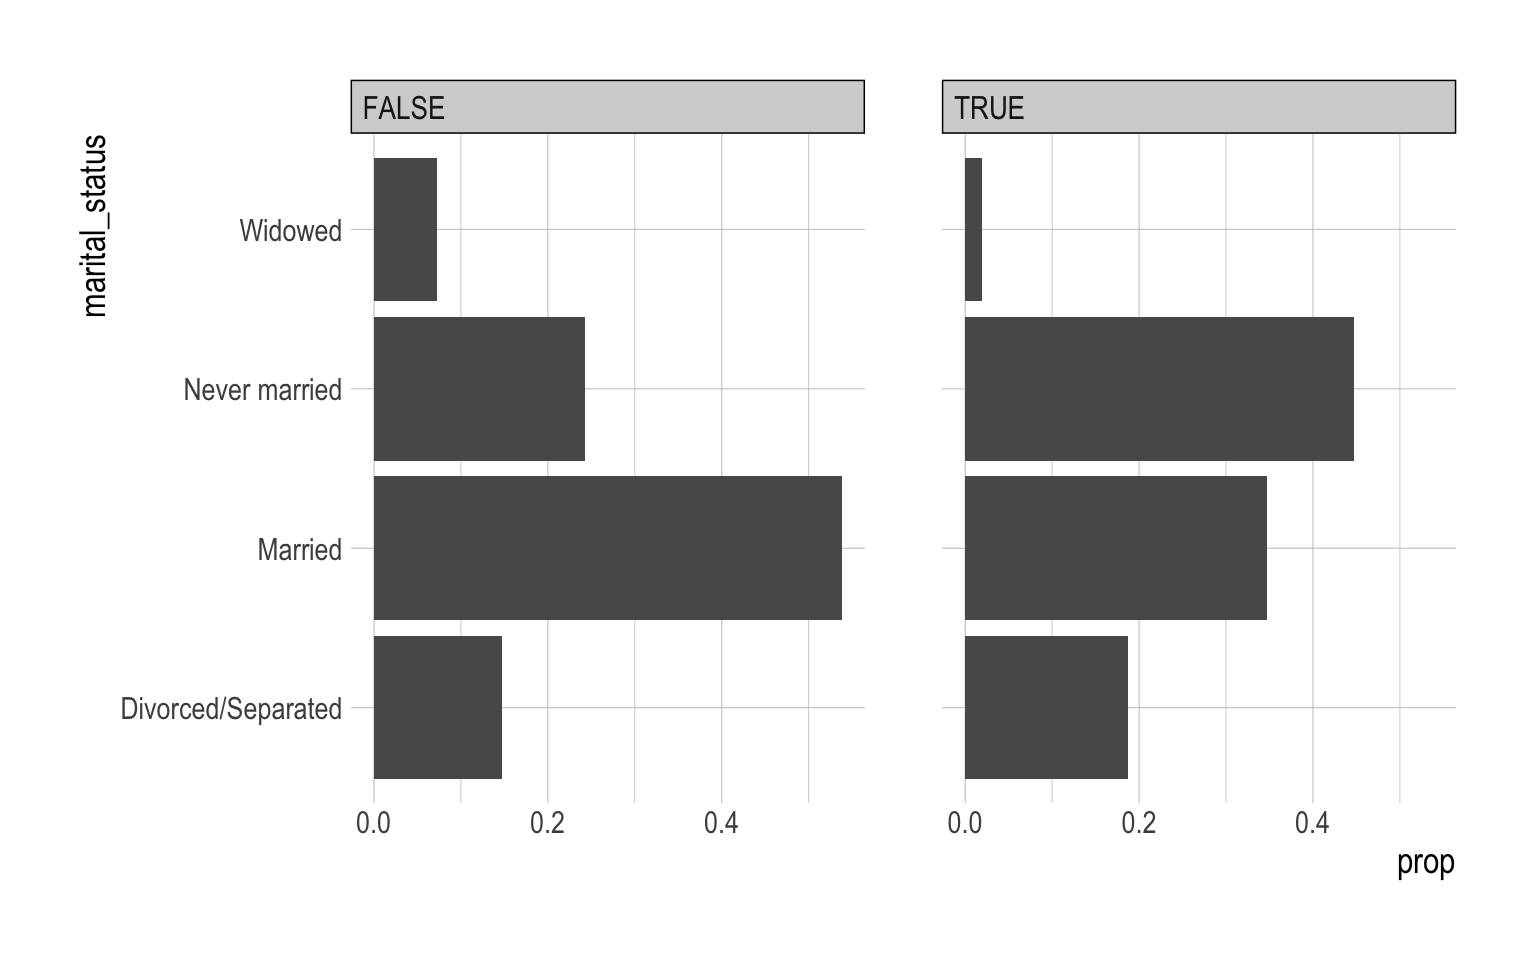 FALSE
TRUE
marital_status
Widowed
Never married
Married
Divorced/Separated
0.0 0.2 0.4
0.0 0.2 0.4
prop